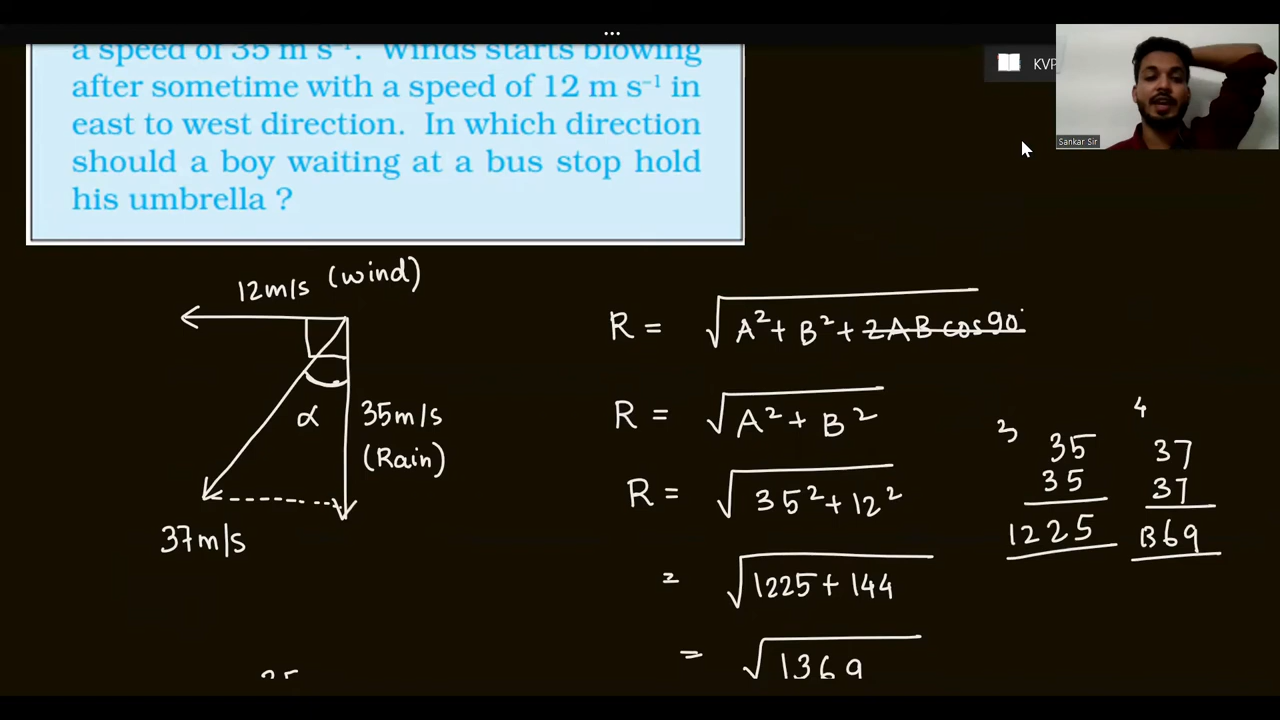 ...
KVP
Sankar Sir
a speed of 35 m s⁻¹. Winds starts blowing
after sometime with a speed of 12 m s⁻¹ in
east to west direction. In which direction
should a boy waiting at a bus stop hold
his umbrella ?
12m/s (wind)
α
35m/s
(Rain)
37m/s
R = √A² + B² + 2AB cos 90°
R = √A² + B²
R = √35² + 12²
= √1225 + 144
= √1369
3
35
35
1225
4
37
37
1369